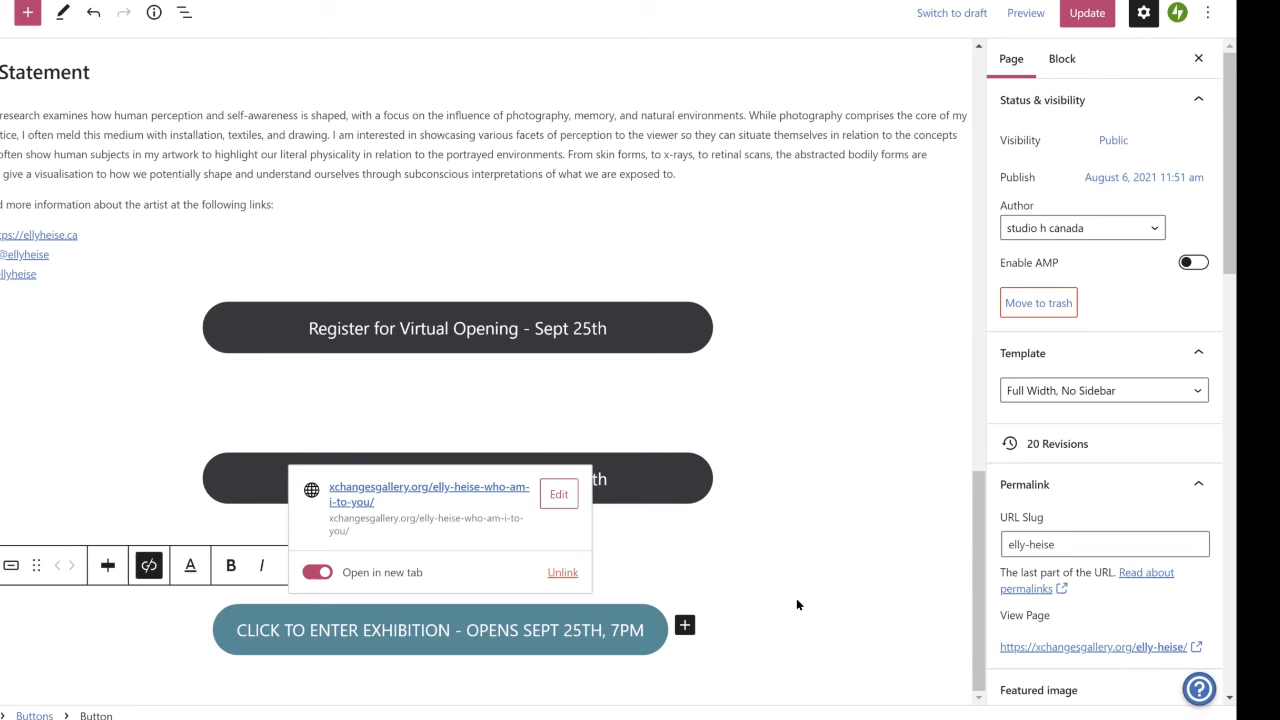 Switch to draft Preview Update
Statement
research examines how human perception and self-awareness is shaped, with a focus on the influence of photography, memory, and natural environments. While photography comprises the core of my
tice, I often meld this medium with installation, textiles, and drawing. I am interested in showcasing various facets of perception to the viewer so they can situate themselves in relation to the concepts
often show human subjects in my artwork to highlight our literal physicality in relation to the portrayed environments. From skin forms, to x-rays, to retinal scans, the abstracted bodily forms are
give a visualisation to how we potentially shape and understand ourselves through subconscious interpretations of what we are exposed to.
d more information about the artist at the following links:
tps://ellyheise.ca
@ellyheise
ellyheise
Register for Virtual Opening - Sept 25th
th
xchangesgallery.org/elly-heise-who-am-
i-to-you/
xchangesgallery.org/elly-heise-who-am-i-to-
you/
Edit
Open in new tab Unlink
A B I
CLICK TO ENTER EXHIBITION - OPENS SEPT 25TH, 7PM
Buttons Button
Page Block
Status & visibility
Visibility Public
Publish August 6, 2021 11:51 am
Author
studio h canada
Enable AMP
Move to trash
Template
Full Width, No Sidebar
20 Revisions
Permalink
URL Slug
elly-heise
The last part of the URL. Read about
permalinks
View Page
https://xchangesgallery.org/elly-heise/
Featured image